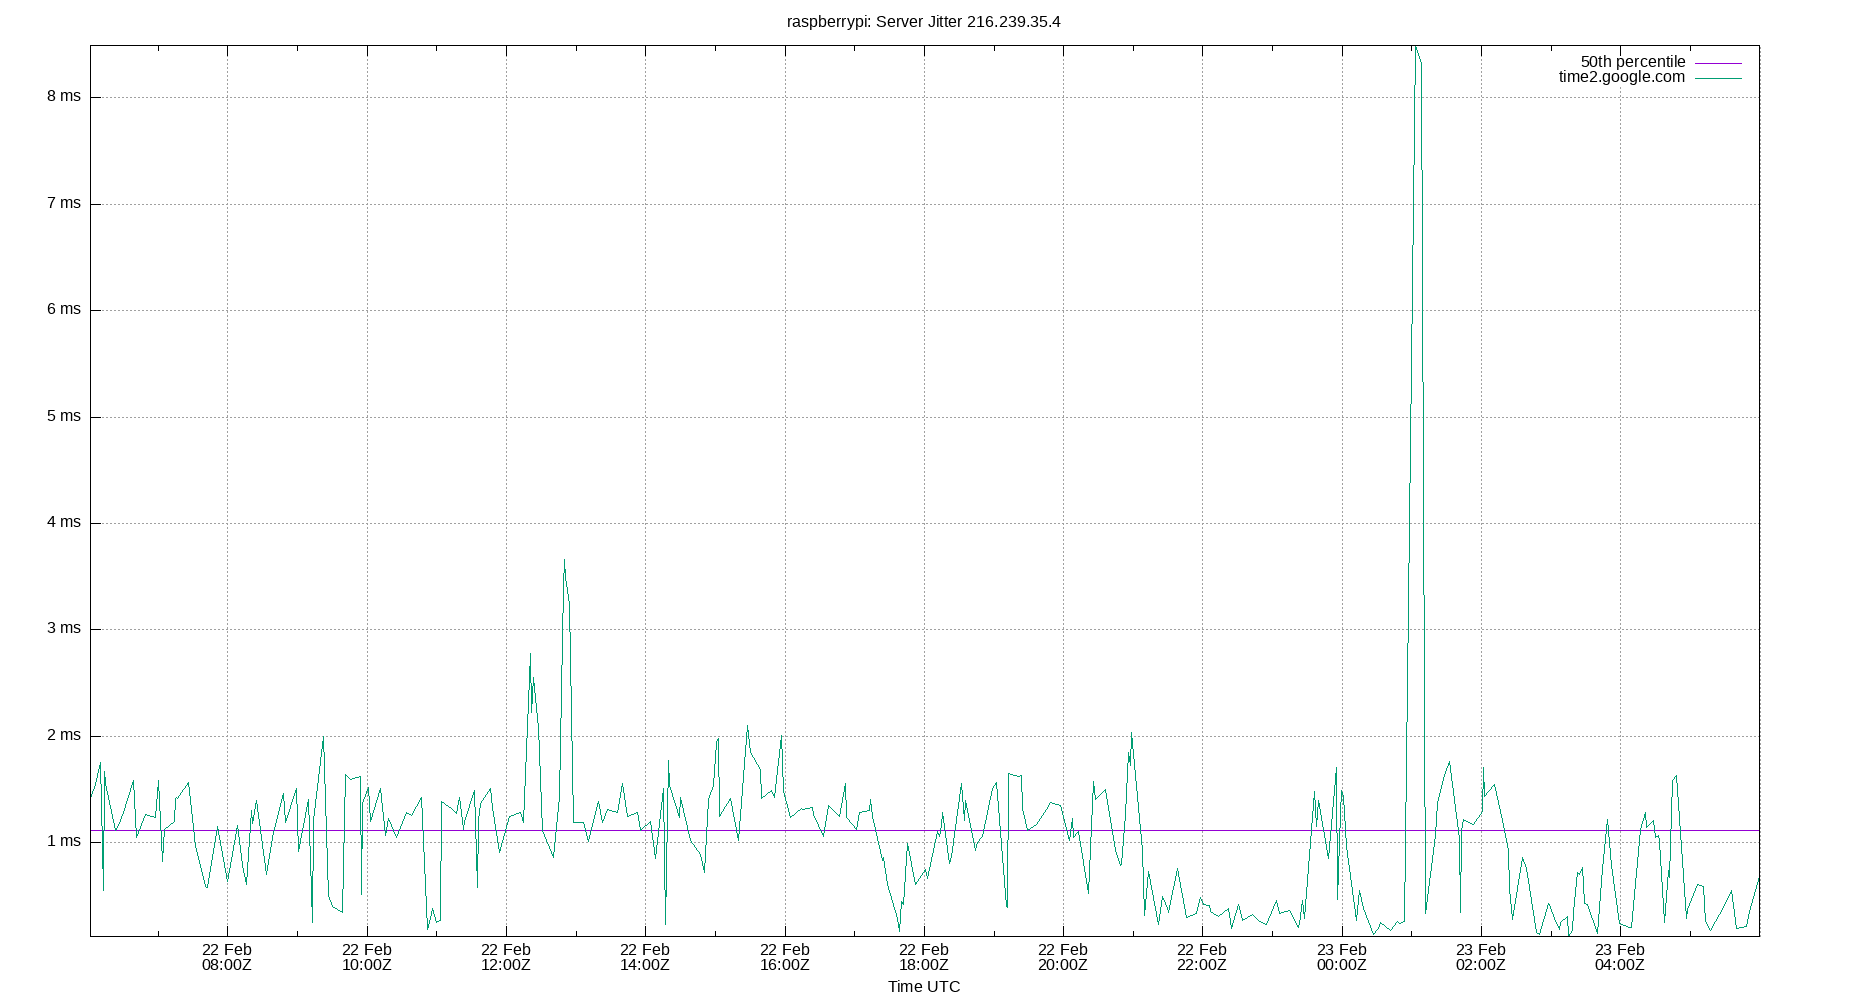 raspberrypi: Server Jitter 216.239.35.4
50th percentile
time2.google.com
8 ms
7 ms
6 ms
5 ms
4 ms
3 ms
2 ms
1 ms
22 Feb 22 Feb 22 Feb 22 Feb 22 Feb 22 Feb 22 Feb 22 Feb 23 Feb 23 Feb 23 Feb
08:00Z 10:00Z 12:00Z 14:00Z 16:00Z 18:00Z 20:00Z 22:00Z 00:00Z 02:00Z 04:00Z
Time UTC